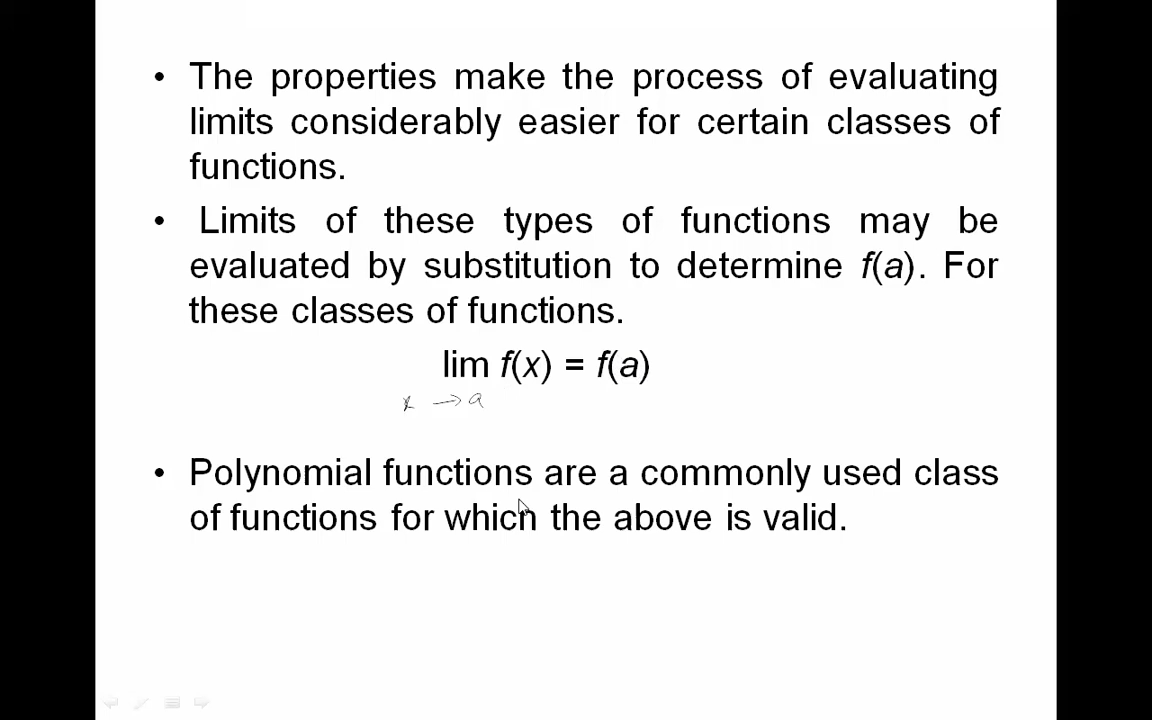 • The properties make the process of evaluating
limits considerably easier for certain classes of
functions.
• Limits of these types of functions may be
evaluated by substitution to determine f(a). For
these classes of functions.
lim f(x) = f(a)
x → a
• Polynomial functions are a commonly used class
of functions for which the above is valid.